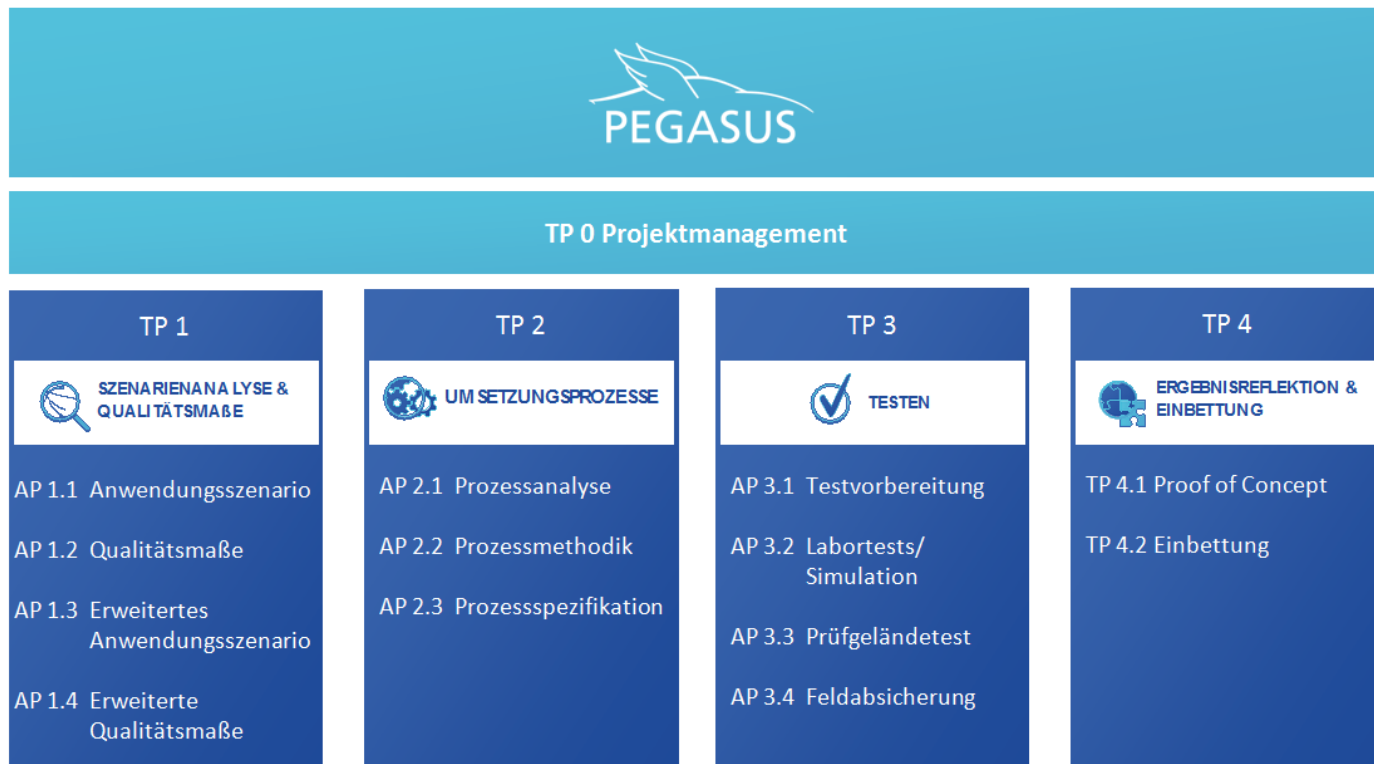 PEGASUS
TP 0 Projektmanagement
TP 1
SZENARIENANALYSE &
QUALITÄTSMAßE
AP 1.1 Anwendungsszenario
AP 1.2 Qualitätsmaße
AP 1.3 Erweitertes
Anwendungsszenario
AP 1.4 Erweiterte
Qualitätsmaße
TP 2
UMSETZUNGSPROZESSE
AP 2.1 Prozessanalyse
AP 2.2 Prozessmethodik
AP 2.3 Prozessspezifikation
TP 3
TESTEN
AP 3.1 Testvorbereitung
AP 3.2 Labortests/
Simulation
AP 3.3 Prüfgeländetest
AP 3.4 Feldabsicherung
TP 4
ERGEBNISREFLEKTION &
EINBETTUNG
TP 4.1 Proof of Concept
TP 4.2 Einbettung